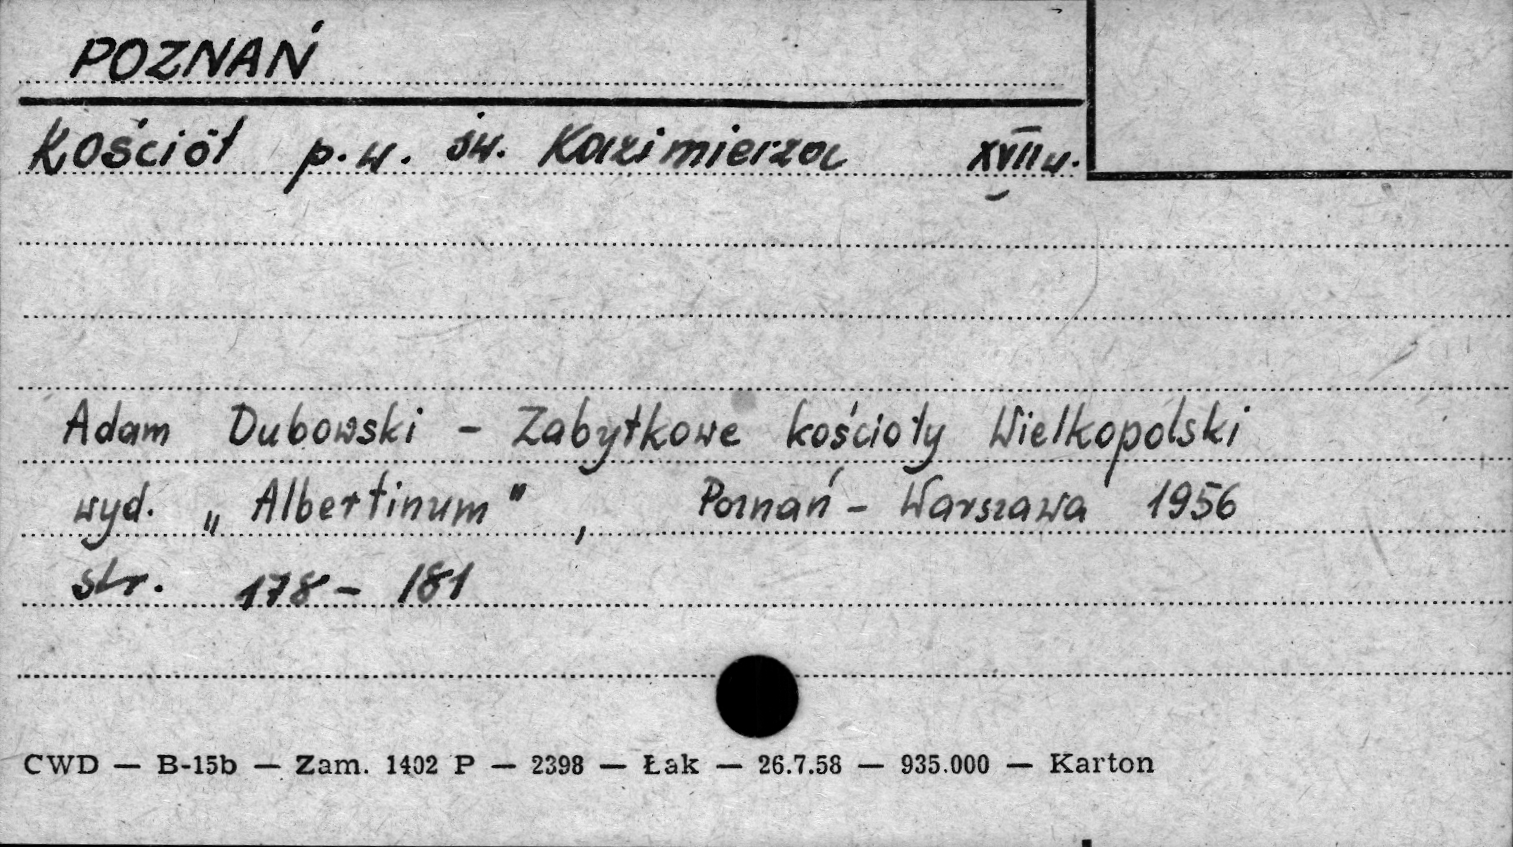 POZNAŃ
Kościół p.w. św. Kazimierza XVII w.
Adam Dubowski - Zabytkowe kościoły Wielkopolski
wyd. „Albertinum", Poznań - Warszawa 1956
str. 178 - 181
CWD — B-15b — Zam. 1402 P — 2398 — Łak — 26.7.58 — 935.000 — Karton